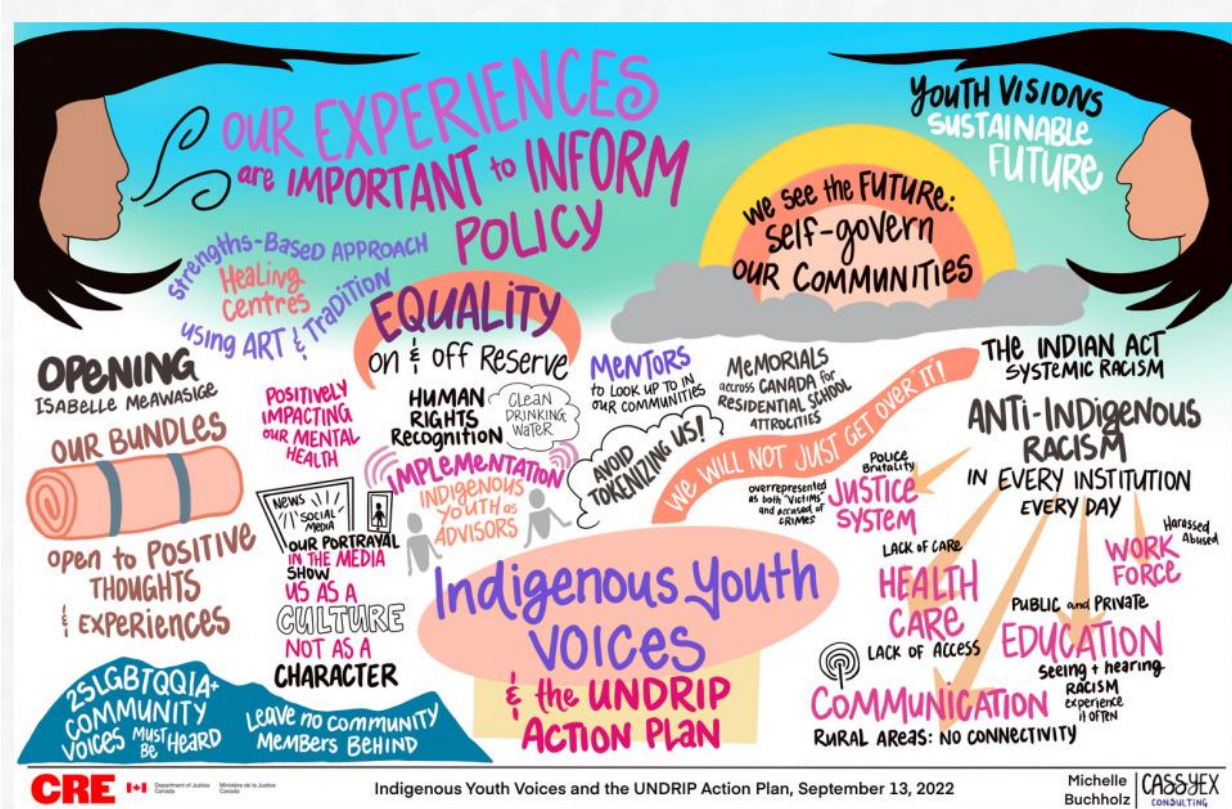 OUR EXPERIENCES
are IMPORTANT to INFORM
POLICY
YOUTH VISIONS
SUSTAINABLE
FUTURE
We see the FUTURE:
self-govern
OUR COMMUNITIES
Strengths-BASED APPROACH
Healing
Centres
using ART & TraDiTiON
EQUALITY
on & off Reserve
OPENING
ISABELLE MEAWASIGE
OUR BUNDLES
open to POSITIVE
THOUGHTS
& EXPERIENCES
POSITIVELY
IMPACTING
OUR MENTAL
HEALTH
HUMAN
RIGHTS
Recognition
CLEAN
DRINKING
WATER
MENTORS
to LOOK UP TO IN
OUR COMMUNITIES
MeMORIALS
accross CANADA for
RESIDENTIAL SCHOOL
ATTROCITIES
IMPLEMENTATION
INDIGENOUS
YOUTH as
ADVISORS
AVOID
TOKENIZING US!
WE WILL NOT JUST GET OVER "IT"!
NEWS
SOCIAL
MEDIA
OUR PORTRAYAL
IN THE MEDIA
SHOW
US AS A
CULTURE
NOT AS A
CHARACTER
THE INDIAN ACT
SYSTEMIC RACISM
ANTi-INDigenous
RACISM
IN EVERY INSTITUTION
EVERY DAY
POLICE
Brutality
overrepresented
as both "victims"
and accused of
CRIMES
JUSTICE
SYSTEM
LACK OF CARE
HEALTH
CARE
LACK OF ACCESS
Harassed
Abused
WORK
FORCE
PUBLIC and PRIVATE
EDUCATION
seeing + hearing
RACISM
experience
it OFTEN
COMMUNICATION
RURAL AREAS: NO CONNECTIVITY
Indigenous Youth
VOICES
& the UNDRIP
ACTION PLAN
2SLGBTQQIA+
COMMUNITY
VOICES MUST BE HEARD
Leave no COMMUNITY
MEMBERS BEHIND
CRE
Department of Justice
Canada
Ministère de la Justice
Canada
Indigenous Youth Voices and the UNDRIP Action Plan, September 13, 2022
Michelle
Buchholz
CASSYEX
CONSULTING